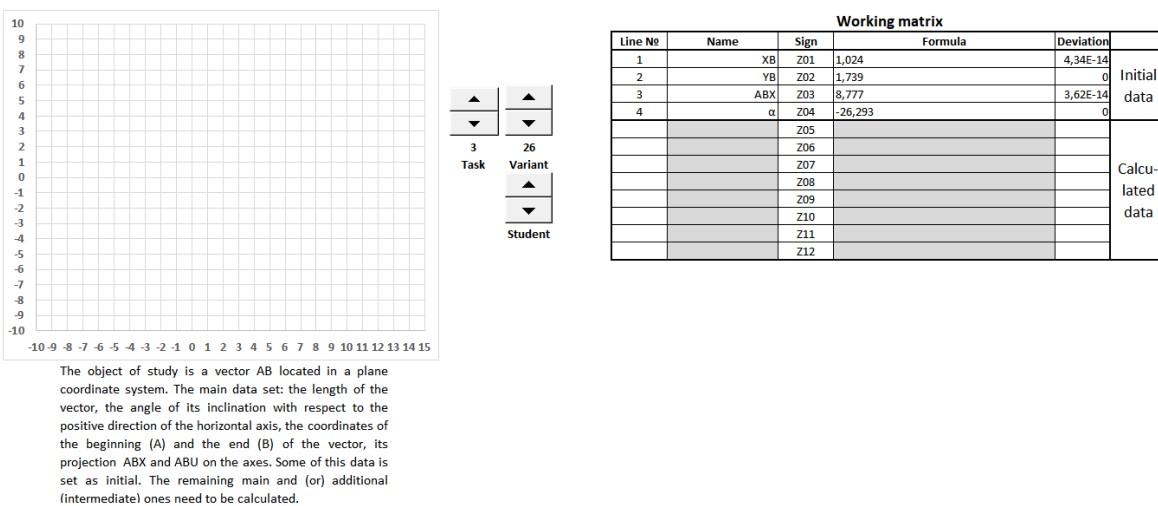 Working matrix
Line № Name Sign Formula Deviation
1 XB Z01 1,024 4,34E-14
2 YB Z02 1,739 0
3 ABX Z03 8,777 3,62E-14
4 α Z04 -26,293 0
Initial
data
Z05
Z06
Z07
Z08
Z09
Z10
Z11
Z12
Calcu-
lated
data
10
9
8
7
6
5
4
3
2
1
0
-1
-2
-3
-4
-5
-6
-7
-8
-9
-10
-10 -9 -8 -7 -6 -5 -4 -3 -2 -1 0 1 2 3 4 5 6 7 8 9 10 11 12 13 14 15
3 26
Task Variant
Student
The object of study is a vector AB located in a plane
coordinate system. The main data set: the length of the
vector, the angle of its inclination with respect to the
positive direction of the horizontal axis, the coordinates of
the beginning (A) and the end (B) of the vector, its
projection ABX and ABU on the axes. Some of this data is
set as initial. The remaining main and (or) additional
(intermediate) ones need to be calculated.